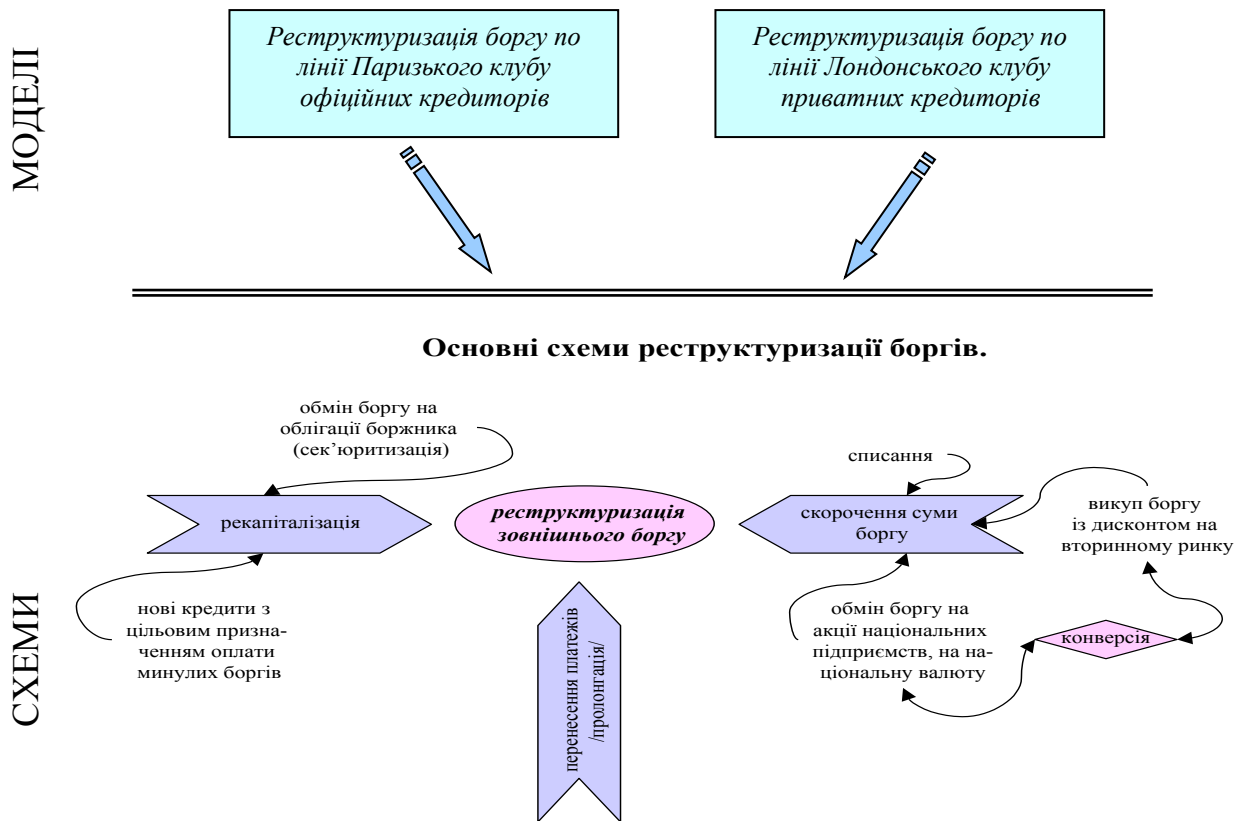 МОДЕЛІ
Реструктуризація боргу по
лінії Паризького клубу
офіційних кредиторів
Реструктуризація боргу по
лінії Лондонського клубу
приватних кредиторів
Основні схеми реструктуризації боргів.
СХЕМИ
обмін боргу на
облігації боржника
(сек’юритизація)
рекапіталізація
нові кредити з
цільовим призна-
ченням оплати
минулих боргів
реструктуризація
зовнішнього боргу
перенесення платежів
/пролонгація/
списання
скорочення суми
боргу
викуп боргу
із дисконтом на
вторинному ринку
обмін боргу на
акції національних
підприємств, на на-
ціональну валюту
конверсія